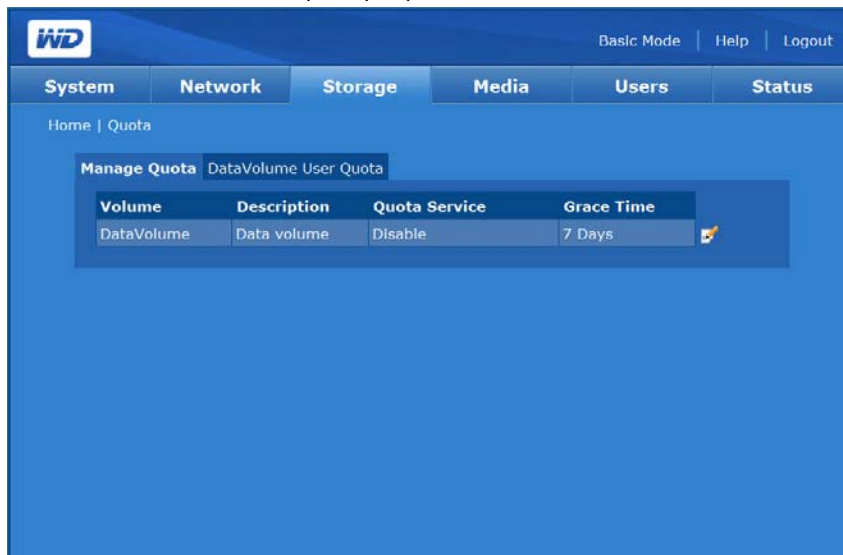 WD
Basic Mode | Help | Logout
System Network Storage Media Users Status
Home | Quota
Manage Quota DataVolume User Quota
Volume Description Quota Service Grace Time
DataVolume Data volume Disable 7 Days